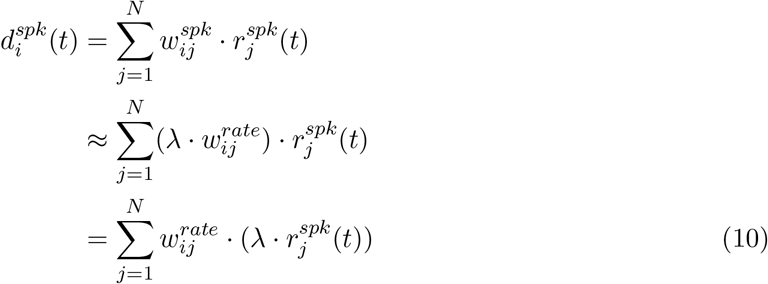 $d_i^{spk}(t) = \sum_{j=1}^{N} w_{ij}^{spk} \cdot r_j^{spk}(t)$
$\approx \sum_{j=1}^{N} (\lambda \cdot w_{ij}^{rate}) \cdot r_j^{spk}(t)$
$= \sum_{j=1}^{N} w_{ij}^{rate} \cdot (\lambda \cdot r_j^{spk}(t))$ (10)